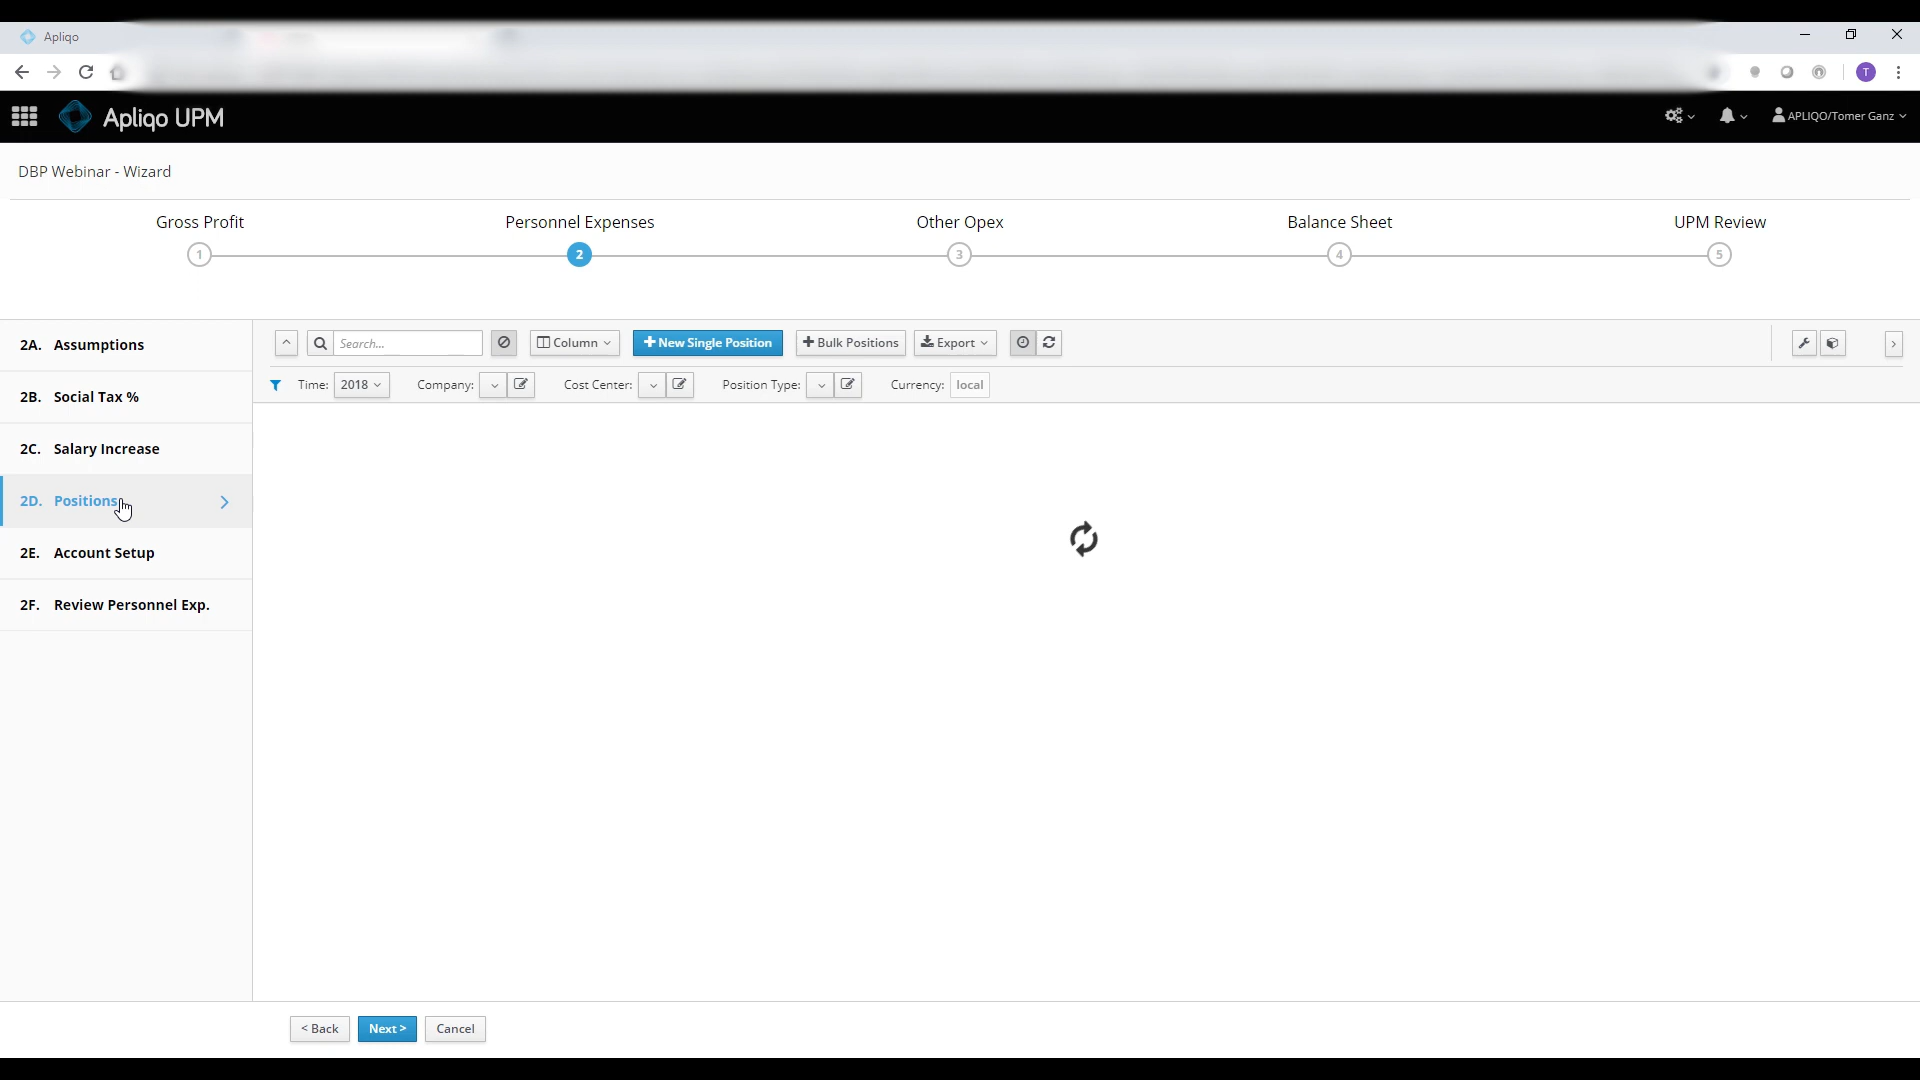 Apliqo
T
Apliqo UPM
APLIQO/Tomer Ganz
DBP Webinar - Wizard
Gross Profit
Personnel Expenses
Other Opex
Balance Sheet
UPM Review
1
2
3
4
5
2A. Assumptions
2B. Social Tax %
2C. Salary Increase
2D. Positions
2E. Account Setup
2F. Review Personnel Exp.
Search...
Column
+ New Single Position
+ Bulk Positions
Export
Time: 2018
Company:
Cost Center:
Position Type:
Currency: local
< Back
Next >
Cancel